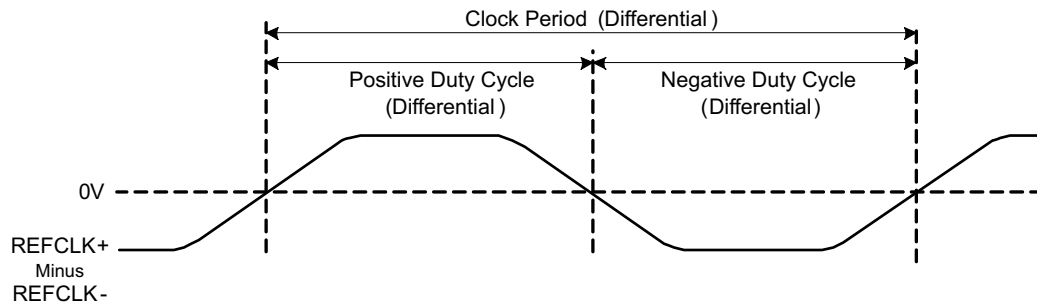 Clock Period (Differential)
Positive Duty Cycle
(Differential)
Negative Duty Cycle
(Differential)
0V
REFCLK+
Minus
REFCLK-